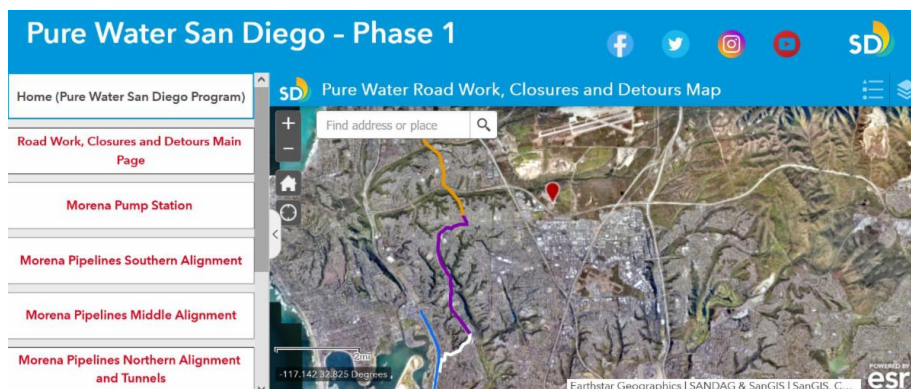 Pure Water San Diego – Phase 1
SD
Home (Pure Water San Diego Program)
Road Work, Closures and Detours Main
Page
Morena Pump Station
Morena Pipelines Southern Alignment
Morena Pipelines Middle Alignment
Morena Pipelines Northern Alignment
and Tunnels
SD
Pure Water Road Work, Closures and Detours Map
+
Find address or place
−
2mi
-117.142 32.825 Degrees
Earthstar Geographics | SANDAG & SanGIS | SanGIS, C...
POWERED BY
esr